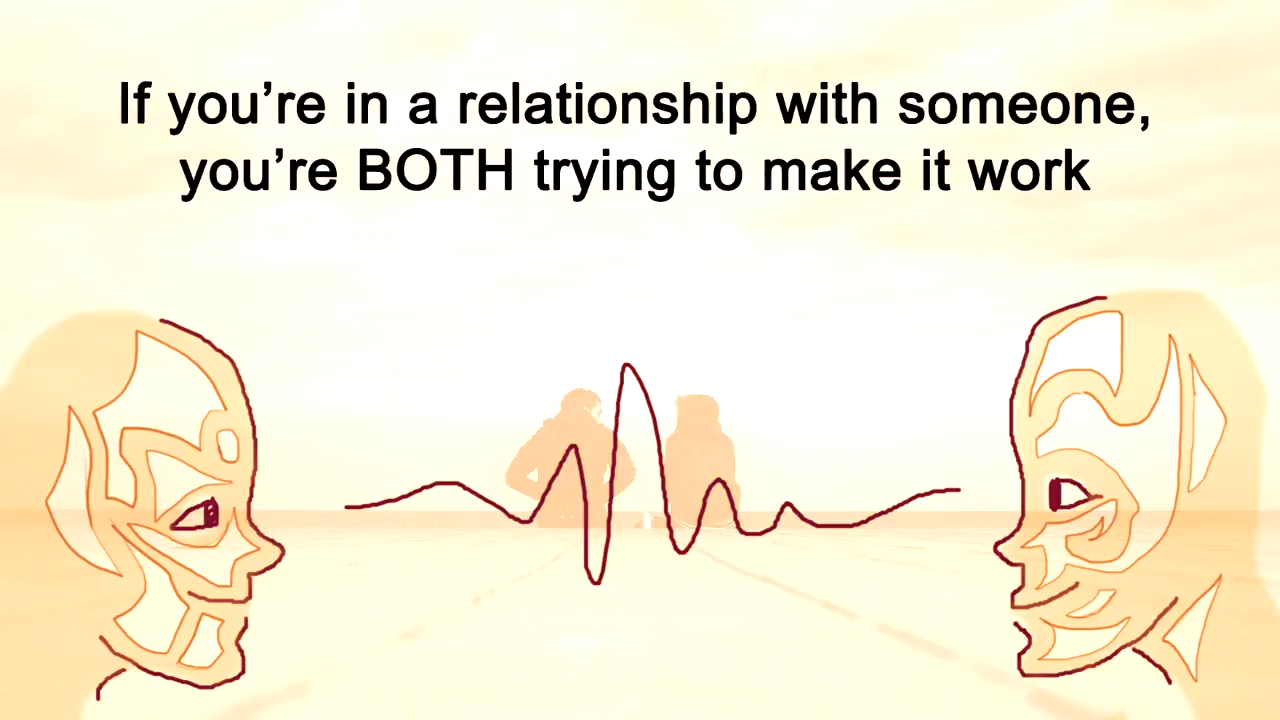 If you’re in a relationship with someone,
you’re BOTH trying to make it work